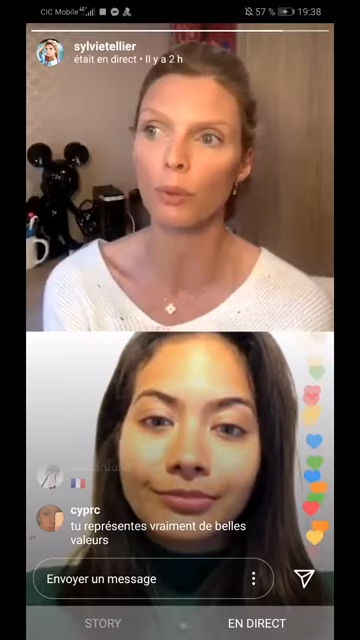 CIC Mobile 4G
57 %
19:38
sylvietellier
était en direct • Il y a 2 h
cyprc
tu représentes vraiment de belles
valeurs
Envoyer un message
STORY
EN DIRECT